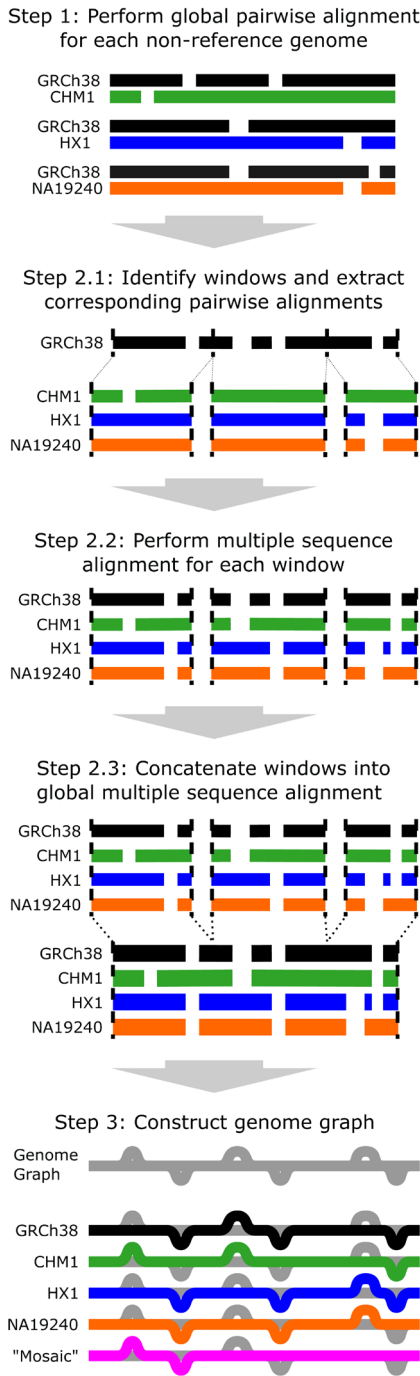 Step 1: Perform global pairwise alignment
for each non-reference genome
GRCh38
CHM1
GRCh38
HX1
GRCh38
NA19240
Step 2.1: Identify windows and extract
corresponding pairwise alignments
GRCh38
CHM1
HX1
NA19240
Step 2.2: Perform multiple sequence
alignment for each window
GRCh38
CHM1
HX1
NA19240
Step 2.3: Concatenate windows into
global multiple sequence alignment
GRCh38
CHM1
HX1
NA19240
GRCh38
CHM1
HX1
NA19240
Step 3: Construct genome graph
Genome
Graph
GRCh38
CHM1
HX1
NA19240
"Mosaic"